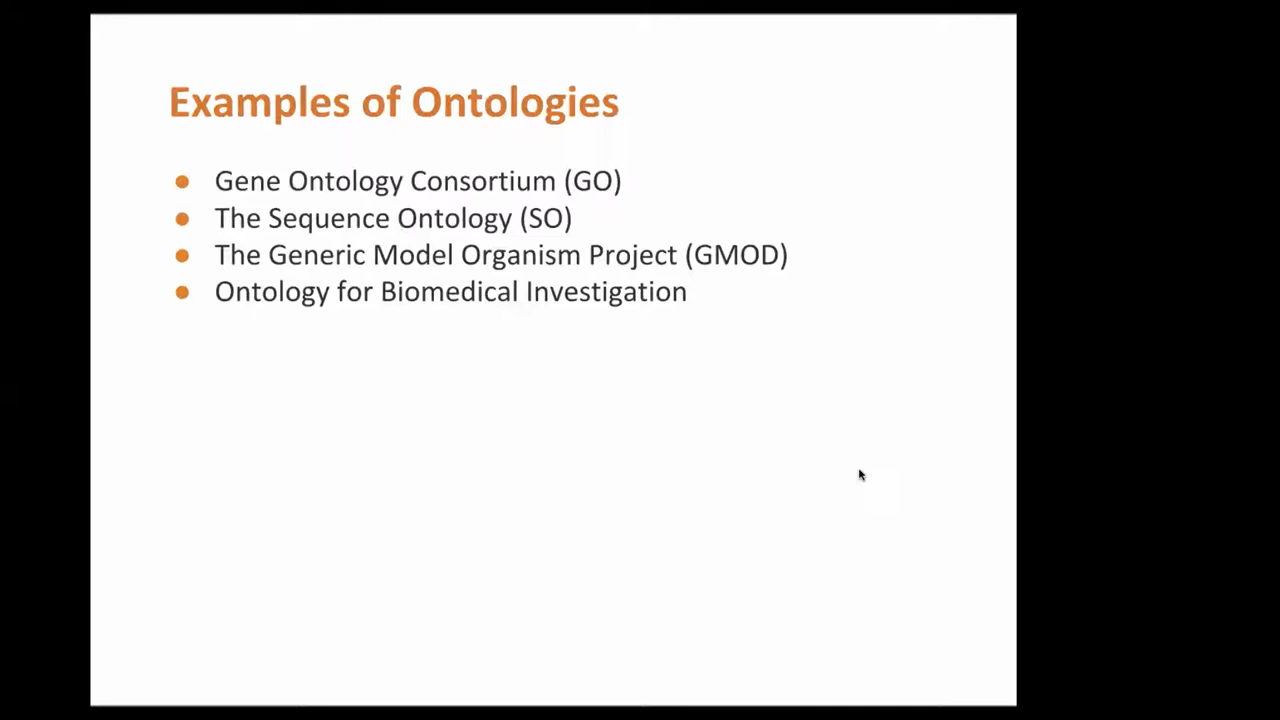 Examples of Ontologies
● Gene Ontology Consortium (GO)
● The Sequence Ontology (SO)
● The Generic Model Organism Project (GMOD)
● Ontology for Biomedical Investigation